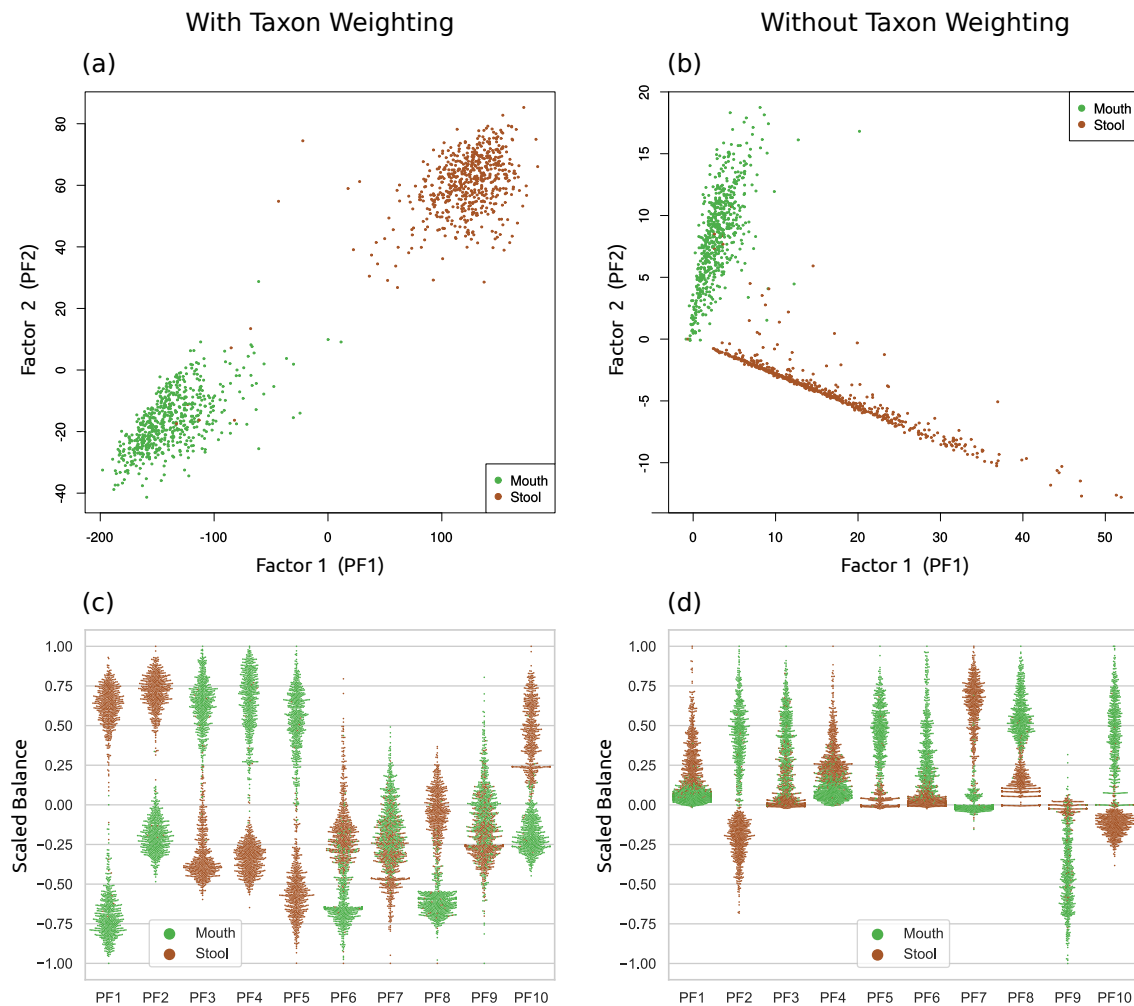 With Taxon Weighting
Without Taxon Weighting
(a)
(b)
80
60
40
20
0
-20
-40
Factor 2 (PF2)
Mouth
Stool
-200
-100
0
100
Factor 1 (PF1)
20
15
10
5
0
-5
-10
Factor 2 (PF2)
Mouth
Stool
0
10
20
30
40
50
Factor 1 (PF1)
(c)
(d)
1.00
0.75
0.50
0.25
0.00
−0.25
−0.50
−0.75
−1.00
Scaled Balance
Mouth
Stool
PF1 PF2 PF3 PF4 PF5 PF6 PF7 PF8 PF9 PF10
1.00
0.75
0.50
0.25
0.00
−0.25
−0.50
−0.75
−1.00
Scaled Balance
Mouth
Stool
PF1 PF2 PF3 PF4 PF5 PF6 PF7 PF8 PF9 PF10